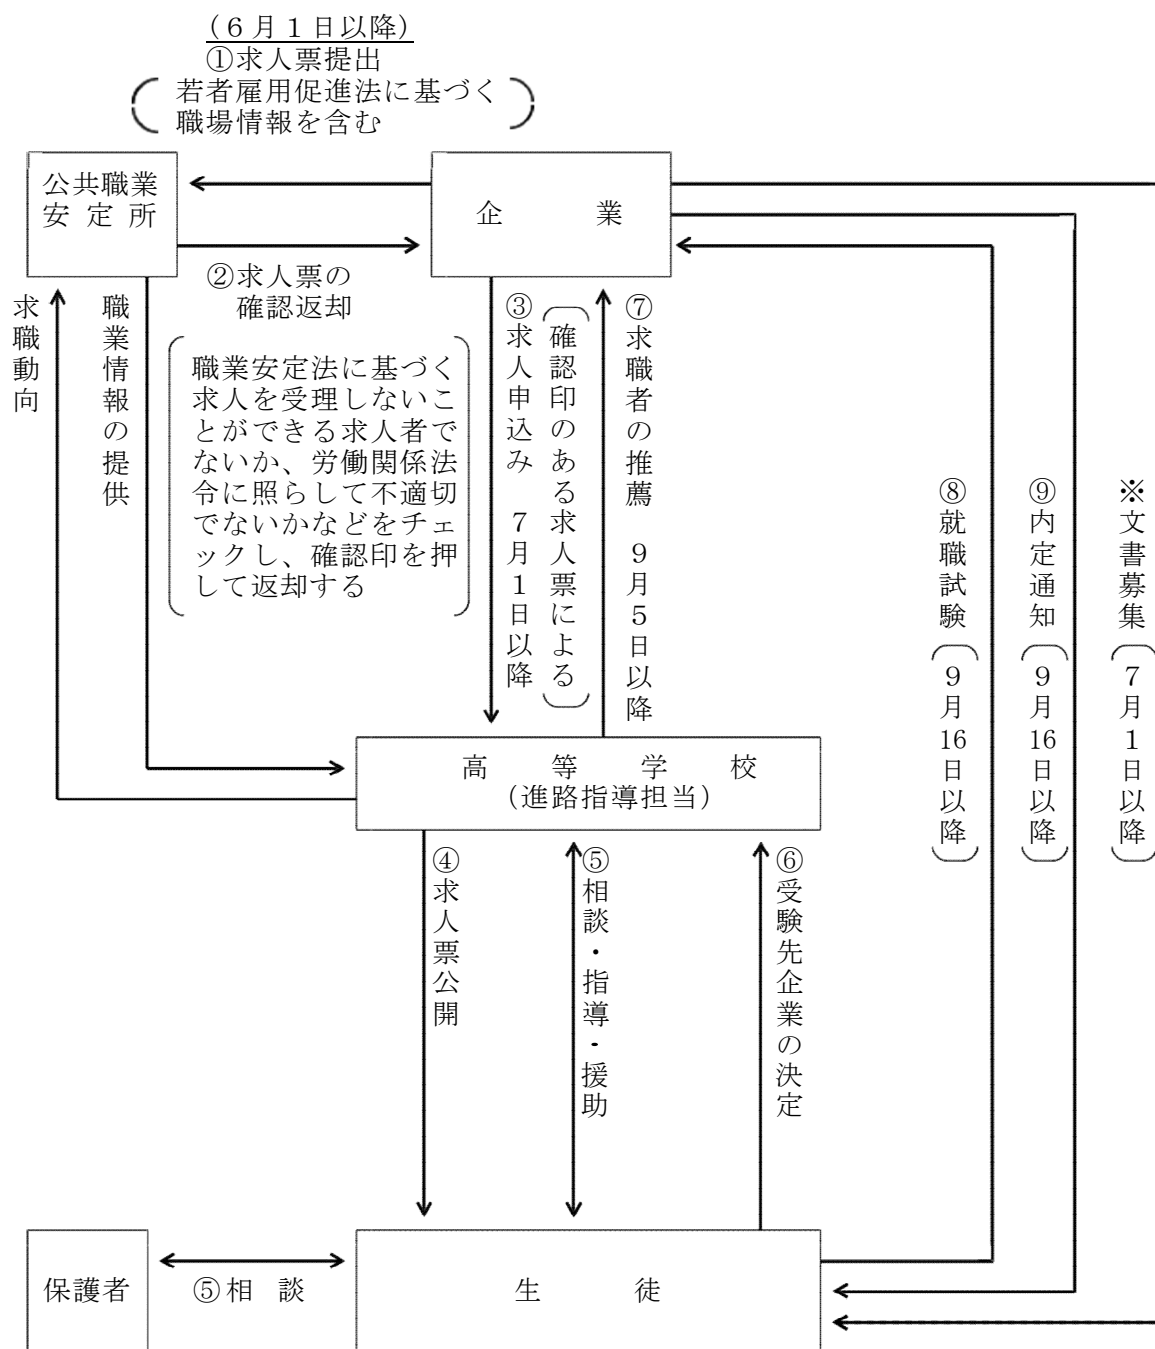 (６月１日以降)
①求人票提出
若者雇用促進法に基づく
職場情報を含む
公共職業
安定所
企業
②求人票の
確認返却
職業安定法に基づく
求人を受理しないこ
とができる求人者で
ないか、労働関係法
令に照らして不適切
でないかなどをチェ
ックし、確認印を押
して返却する
求職動向
職業情報の提供
③求人申込み ７月１日以降
確認印のある求人票による
⑦求職者の推薦 ９月５日以降
⑧就職試験
９月16日以降
⑨内定通知
９月16日以降
※文書募集
７月１日以降
高等学校
(進路指導担当)
④求人票公開
⑤相談・指導・援助
⑥受験先企業の決定
保護者
⑤相談
生徒